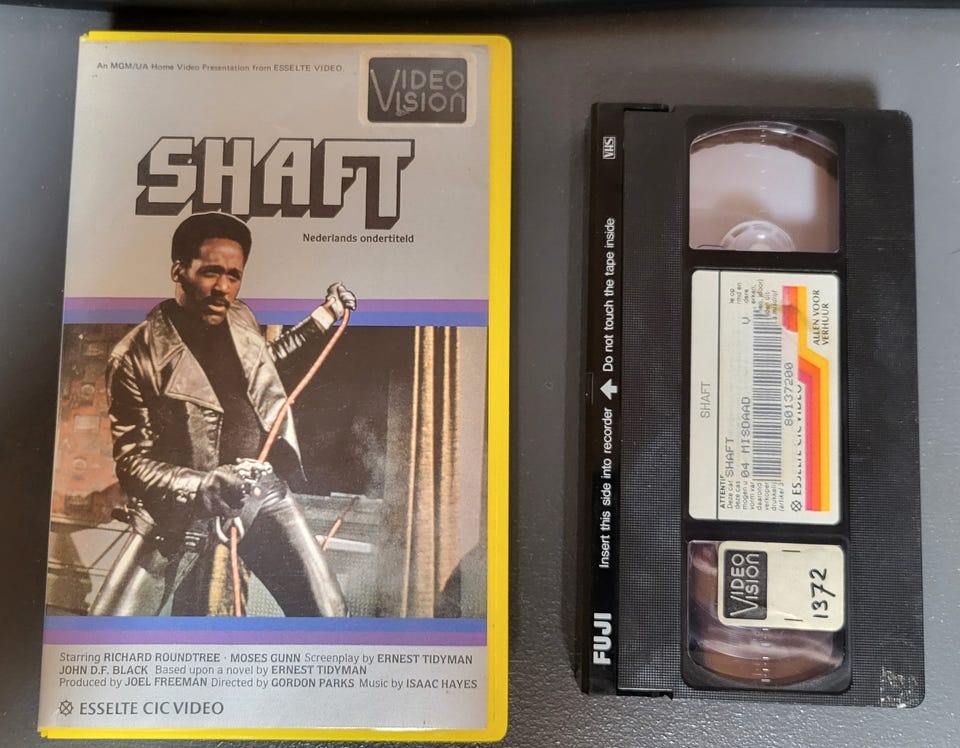 An MGM/UA Home Video Presentation from ESSELTE VIDEO.
VIDEO
VISION
SHAFT
Nederlands ondertiteld
Starring RICHARD ROUNDTREE · MOSES GUNN Screenplay by ERNEST TIDYMAN
JOHN D.F. BLACK Based upon a novel by ERNEST TIDYMAN
Produced by JOEL FREEMAN Directed by GORDON PARKS Music by ISAAC HAYES
ESSELTE CIC VIDEO
VHS
Insert this side into recorder Do not touch the tape inside
FUJI
SHAFT
SHAFT
04 MISDAAD V
80137200
ESSELTE CIC VIDEO
ALLEN VOOR
VERHUUR
VIDEO
VISION
1372